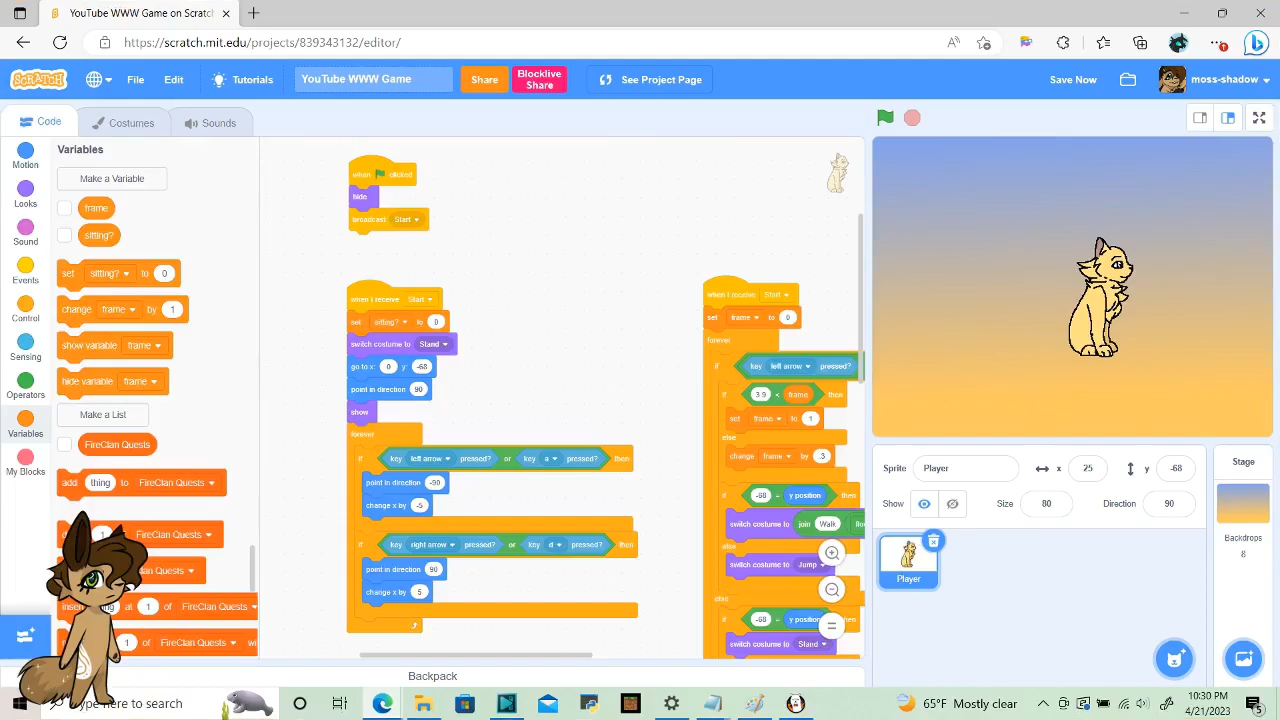 YouTube WWW Game on Scratch
https://scratch.mit.edu/projects/839343132/editor/
SCRATCH
File
Edit
Tutorials
YouTube WWW Game
Share
Blocklive
Share
See Project Page
Save Now
moss-shadow
Code
Costumes
Sounds
Motion
Looks
Sound
Events
Control
Sensing
Operators
Variables
My Blocks
Variables
Make a Variable
frame
sitting?
set sitting? to 0
change frame by 1
show variable frame
hide variable frame
Make a List
FireClan Quests
add thing to FireClan Quests
FireClan Quests
Clan Quests
at 1 of FireClan Quests
1 of FireClan Quests
when clicked
hide
broadcast Start
when I receive Start
set sitting? to 0
switch costume to Stand
go to x: 0 y: -68
point in direction 90
show
forever
if key left arrow pressed? or key a pressed? then
point in direction -90
change x by -5
if key right arrow pressed? or key d pressed? then
point in direction 90
change x by 5
when I receive Start
set frame to 0
forever
if key left arrow pressed?
if 3.9 < frame then
set frame to 1
else
change frame by .3
if -68 = y position then
switch costume to join Walk
else
switch costume to Jump
else
if -68 = y position then
switch costume to Stand
Backpack
Sprite
Player
x
25
y
-68
Show
Size
80
Direction
90
Player
Stage
Backdrops
8
Type here to search
65°F Mostly clear
10:30 PM
4/21/2023
5